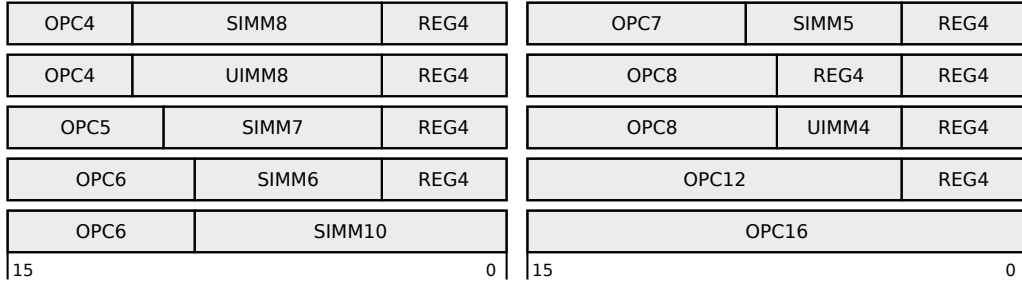 OPC4 SIMM8 REG4 OPC7 SIMM5 REG4
OPC4 UIMM8 REG4 OPC8 REG4 REG4
OPC5 SIMM7 REG4 OPC8 UIMM4 REG4
OPC6 SIMM6 REG4 OPC12 REG4
OPC6 SIMM10 OPC16
15 0 15 0